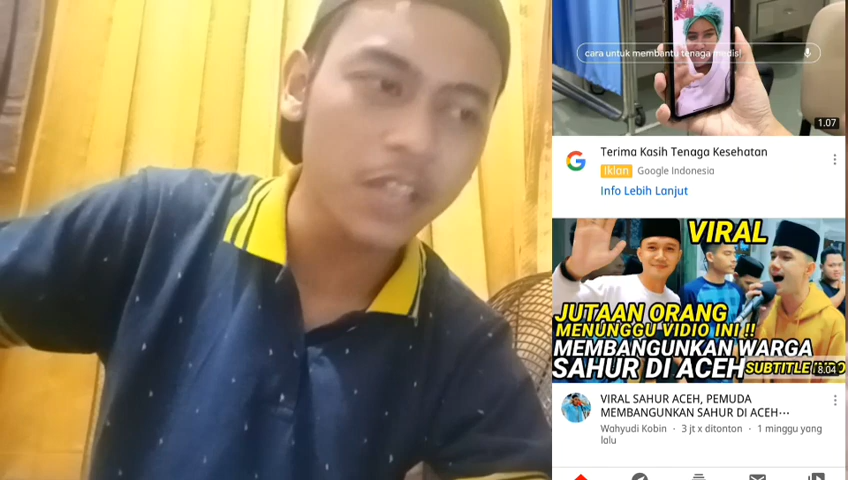 cara untuk membantu tenaga medis!
1.07
Terima Kasih Tenaga Kesehatan
Iklan Google Indonesia
Info Lebih Lanjut
VIRAL
JUTAAN ORANG
MENUNGGU VIDIO INI !!
MEMBANGUNKAN WARGA
SAHUR DI ACEH SUBTITLE INDO
8.04
VIRAL SAHUR ACEH, PEMUDA
MEMBANGUNKAN SAHUR DI ACEH...
Wahyudi Kobin · 3 jt x ditonton · 1 minggu yang
lalu